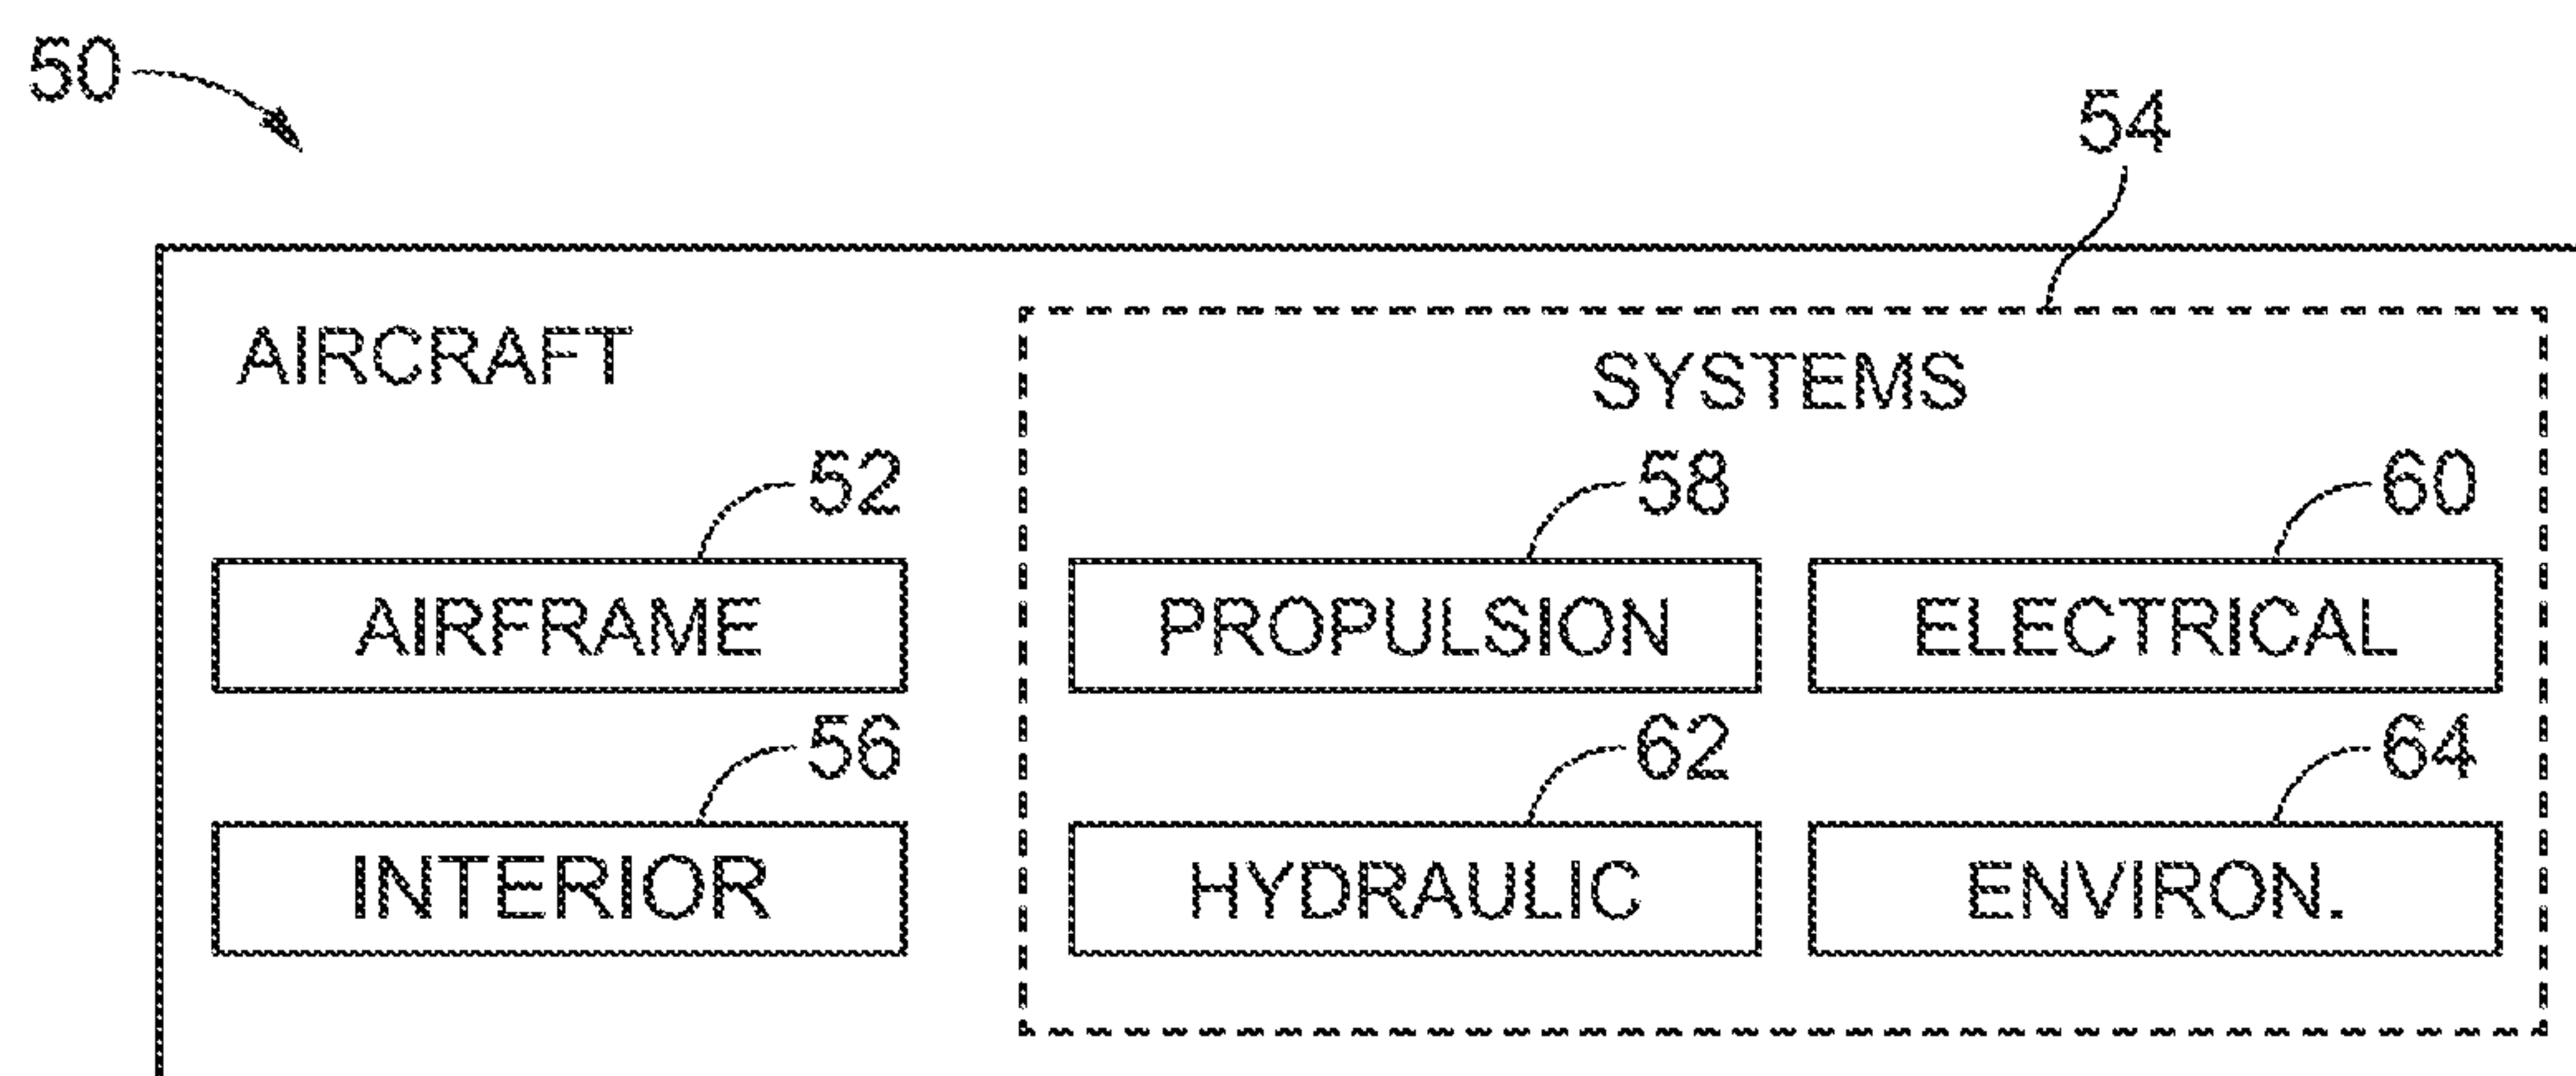 50
54
AIRCRAFT
SYSTEMS
52
58
60
AIRFRAME
PROPULSION
ELECTRICAL
56
62
64
INTERIOR
HYDRAULIC
ENVIRON.